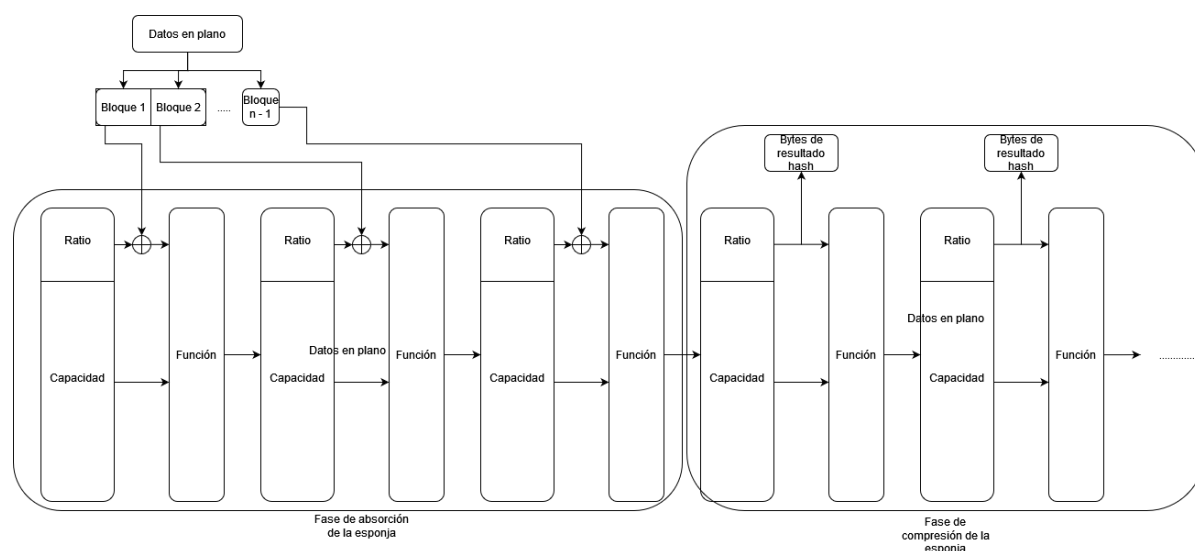 Datos en plano
Bloque 1
Bloque 2
.....
Bloque
n - 1
Bytes de
resultado
hash
Bytes de
resultado
hash
Ratio
Ratio
Ratio
Ratio
Ratio
Datos en plano
Datos en plano
Función
Función
Función
Función
Función
.............
Capacidad
Capacidad
Capacidad
Capacidad
Capacidad
Fase de absorción
de la esponja
Fase de
compresión de la
esponja